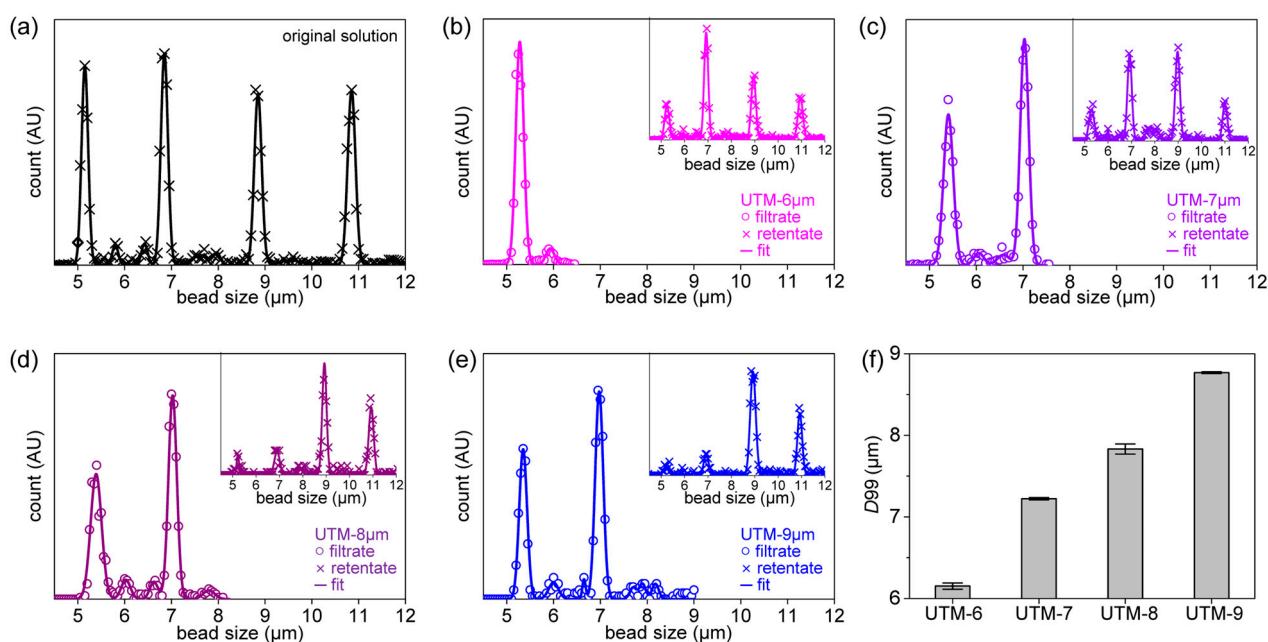 (a)
original solution
count (AU)
5 6 7 8 9 10 11 12
bead size (μm)
(b)
count (AU)
5 6 7 8 9 10 11 12
bead size (μm)
5 6 7 8 9 10 11 12
bead size (μm)
UTM-6μm
filtrate
retentate
fit
(c)
count (AU)
5 6 7 8 9 10 11 12
bead size (μm)
5 6 7 8 9 10 11 12
bead size (μm)
UTM-7μm
filtrate
retentate
fit
(d)
count (AU)
5 6 7 8 9 10 11 12
bead size (μm)
5 6 7 8 9 10 11 12
bead size (μm)
UTM-8μm
filtrate
retentate
fit
(e)
count (AU)
5 6 7 8 9 10 11 12
bead size (μm)
5 6 7 8 9 10 11 12
bead size (μm)
UTM-9μm
filtrate
retentate
fit
(f)
D99 (μm)
9
8
7
6
UTM-6 UTM-7 UTM-8 UTM-9